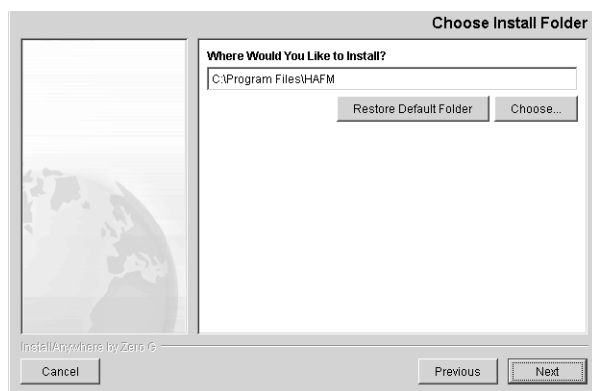 Choose Install Folder
Where Would You Like to Install?
C:\Program Files\HAFM
Restore Default Folder Choose...
InstallAnywhere by Zero G
Cancel Previous Next